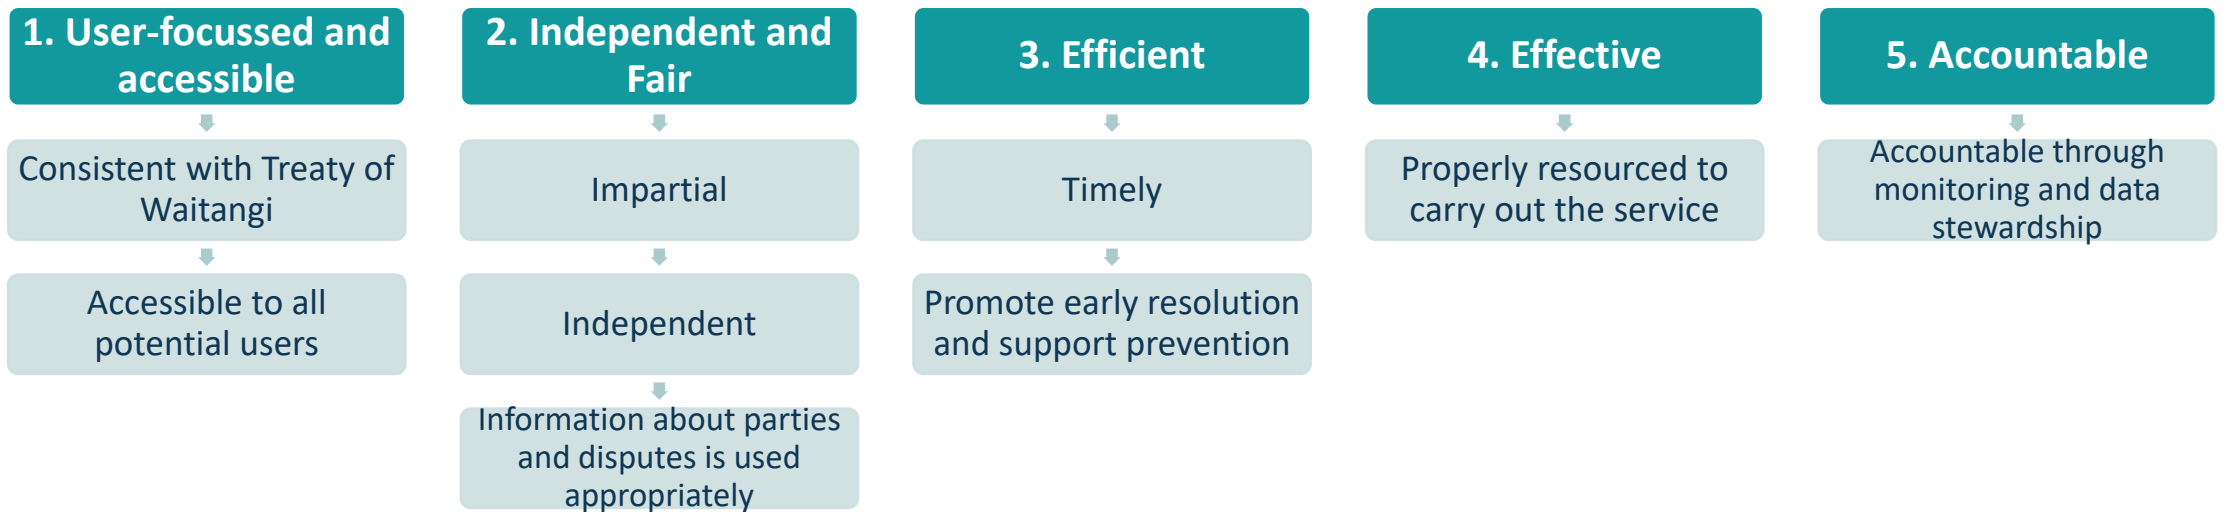 1. User-focussed and
accessible
Consistent with Treaty of
Waitangi
Accessible to all
potential users
2. Independent and
Fair
Impartial
Independent
Information about parties
and disputes is used
appropriately
3. Efficient
Timely
Promote early resolution
and support prevention
4. Effective
Properly resourced to
carry out the service
5. Accountable
Accountable through
monitoring and data
stewardship